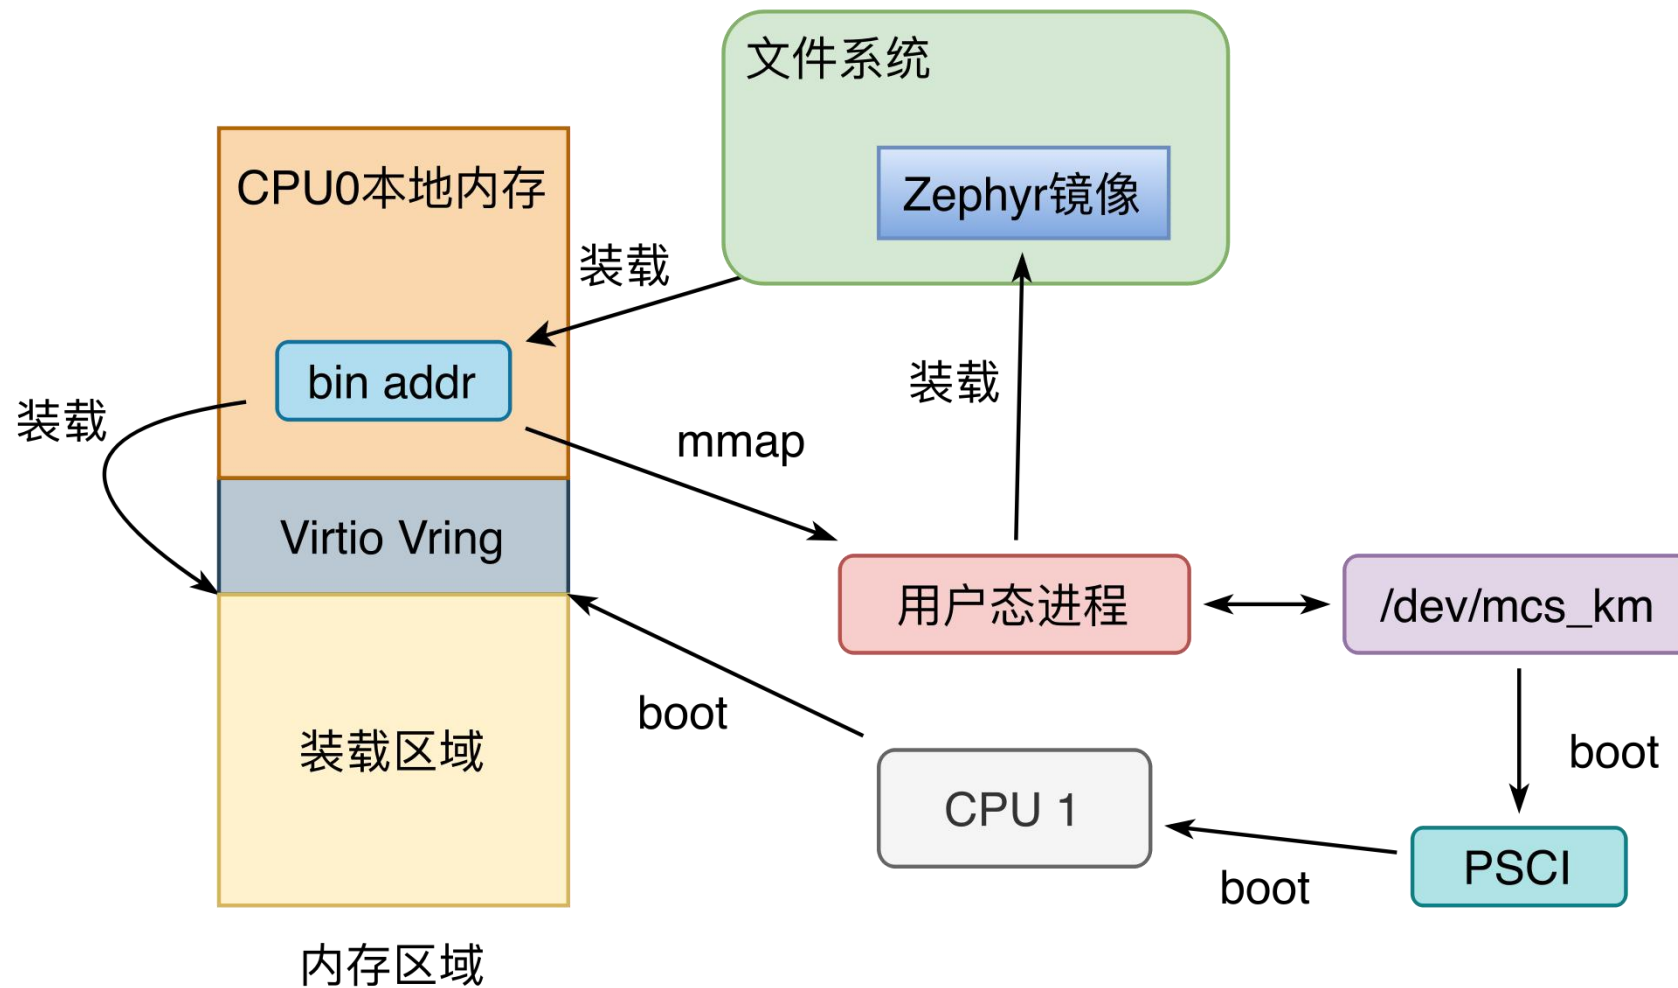 文件系统
Zephyr镜像
CPU0本地内存
装载
bin addr
装载
装载
mmap
Virtio Vring
用户态进程
/dev/mcs_km
boot
装载区域
boot
CPU 1
PSCI
boot
内存区域